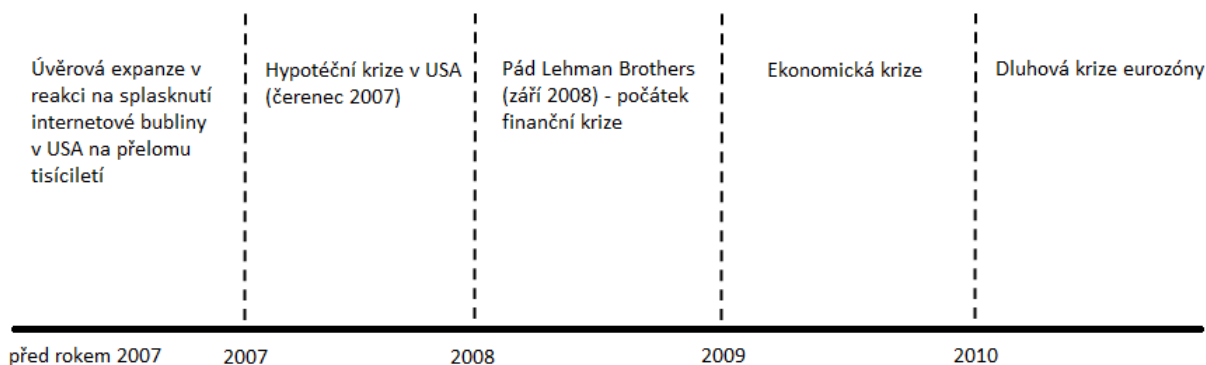 Úvěrová expanze v
reakci na splasknutí
internetové bubliny
v USA na přelomu
tisíciletí
Hypotéční krize v USA
(čerenec 2007)
Pád Lehman Brothers
(září 2008) - počátek
finanční krize
Ekonomická krize
Dluhová krize eurozóny
před rokem 2007
2007
2008
2009
2010